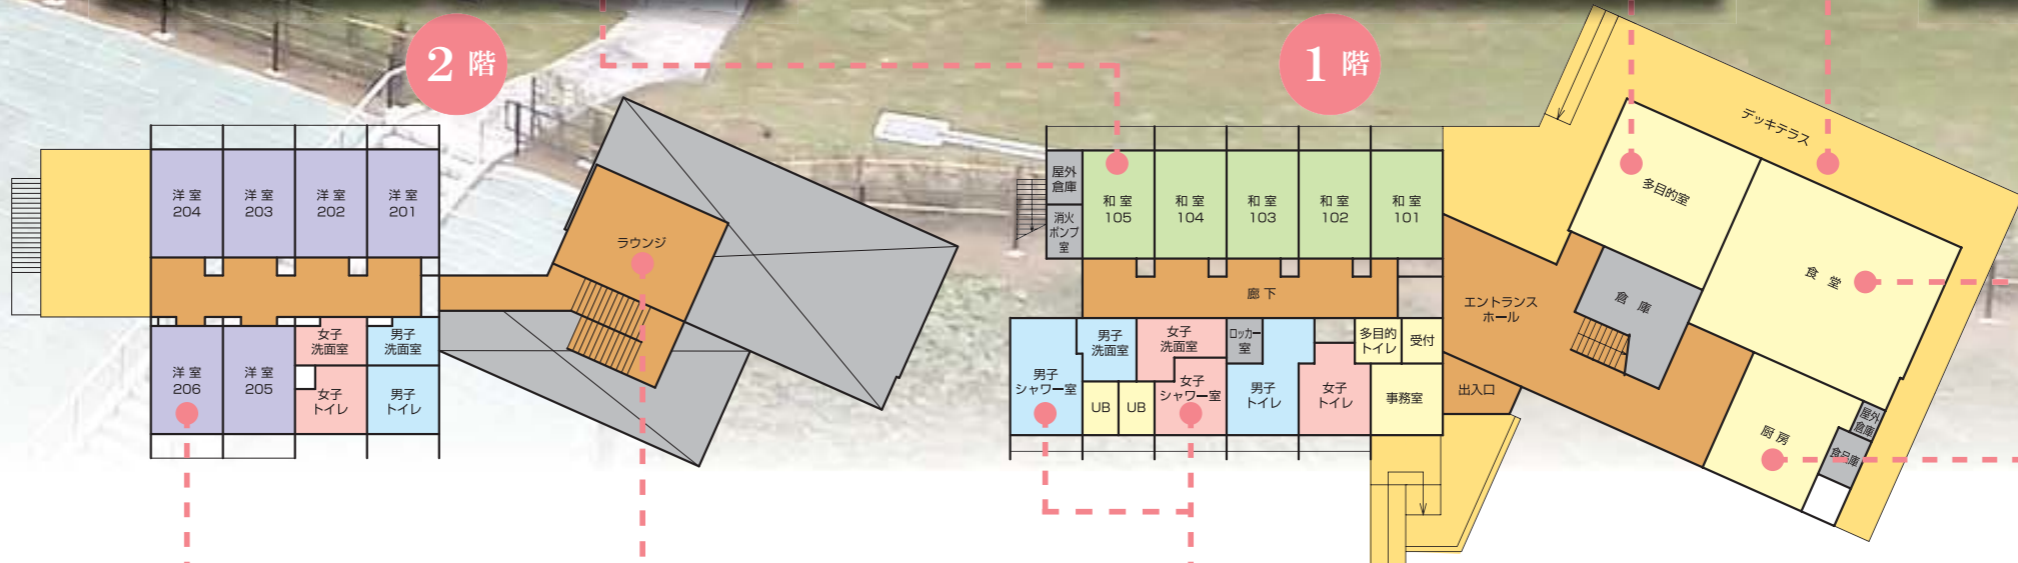 2 階
洋 室
204
洋 室
203
洋 室
202
洋 室
201
ラウンジ
洋 室
206
洋 室
205
女子
洗面室
男子
洗面室
女子
トイレ
男子
トイレ
1 階
デッキテラス
屋外
倉庫
消火
ポンプ
室
和 室
105
和 室
104
和 室
103
和 室
102
和 室
101
多目的室
食 堂
廊 下
エントランス
ホール
倉 庫
男子
シャワー室
男子
洗面室
女子
洗面室
ロッカー
室
多目的
トイレ
受付
UB
UB
女子
シャワー室
男子
トイレ
女子
トイレ
事務室
出入口
厨 房
屋外
倉庫
食品庫